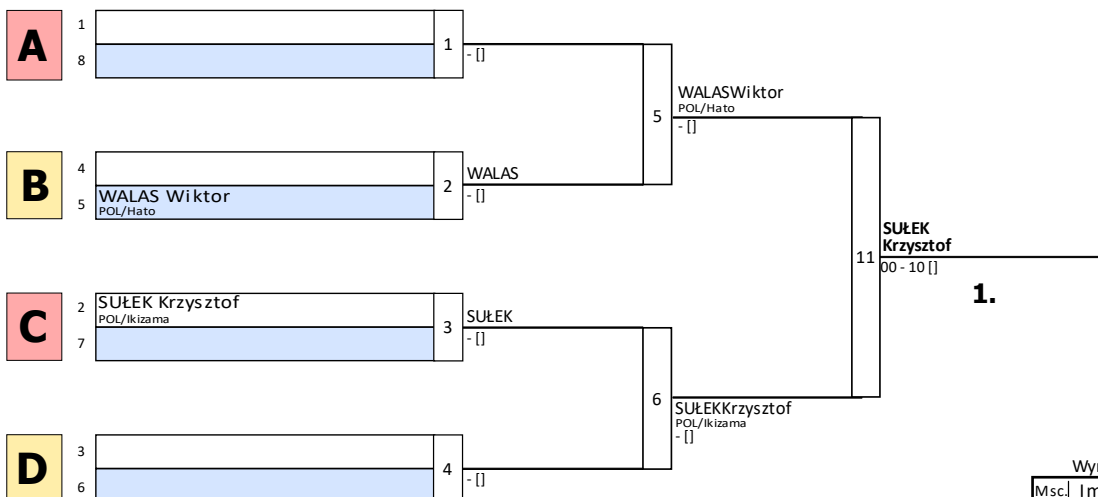 A
1
8
1
- []
B
4
5
WALAS Wiktor
POL/Hato
2
WALAS
- []
5
WALASWiktor
POL/Hato
- []
C
2
7
SUŁEK Krzysztof
POL/Ikizama
3
SUŁEK
- []
D
3
6
4
- []
6
SUŁEKKrzysztof
POL/Ikizama
- []
11
SUŁEK
Krzysztof
00 - 10 []
1.